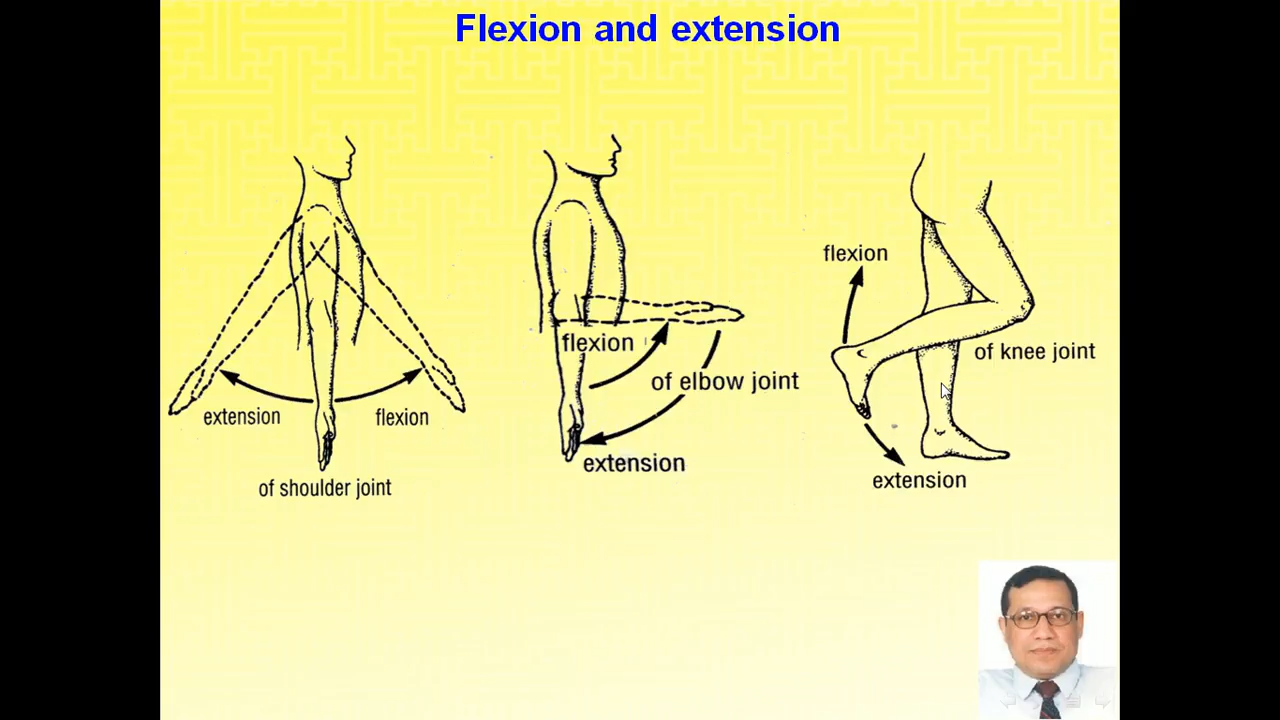 Flexion and extension
extension
flexion
of shoulder joint
flexion
of elbow joint
extension
flexion
of knee joint
extension